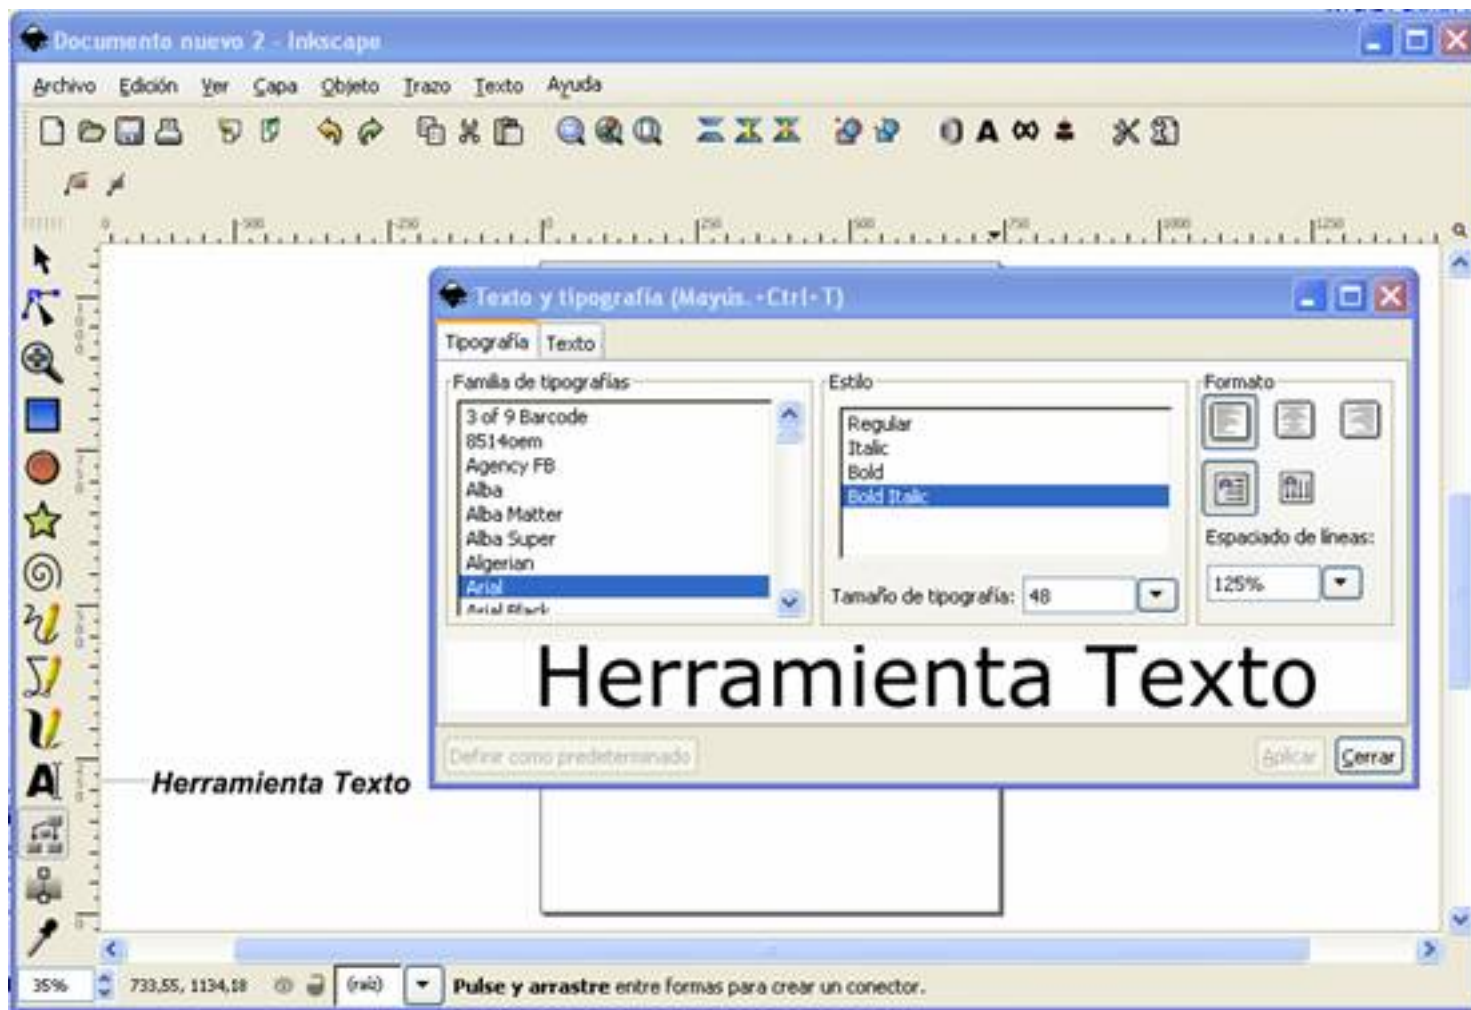 Documento nuevo 2 - Inkscape
Archivo Edición Ver Capa Objeto Trazo Texto Ayuda
Texto y tipografía (Mayús.+Ctrl+T)
Tipografía Texto
Familia de tipografías
3 of 9 Barcode
8514oem
Agency FB
Alba
Alba Matter
Alba Super
Algerian
Arial
Arial Black
Estilo
Regular
Italic
Bold
Bold Italic
Tamaño de tipografía: 48
Formato
Espaciado de líneas:
125%
Herramienta Texto
Definir como predeterminado Aplicar Cerrar
Herramienta Texto
35% 733,55, 1134,18 (raíz) Pulse y arrastre entre formas para crear un conector.